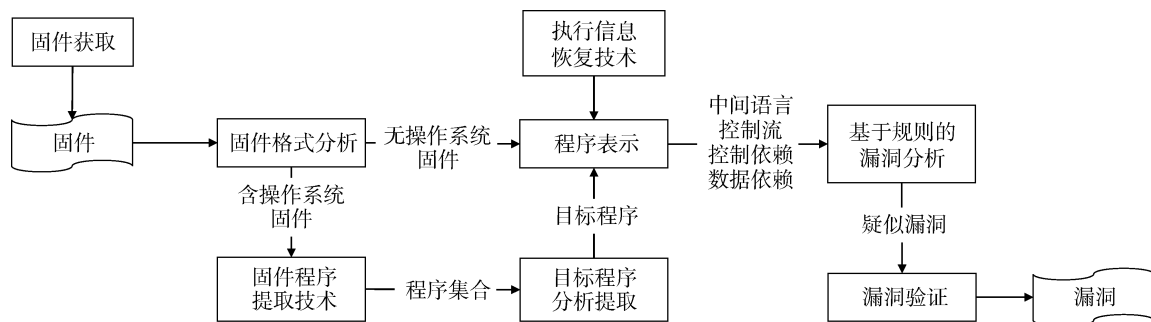 固件获取
执行信息
恢复技术
中间语言
控制流
控制依赖
数据依赖
固件
固件格式分析
无操作系统
固件
程序表示
基于规则的
漏洞分析
含操作系统
固件
目标程序
疑似漏洞
固件程序
提取技术
程序集合
目标程序
分析提取
漏洞验证
漏洞